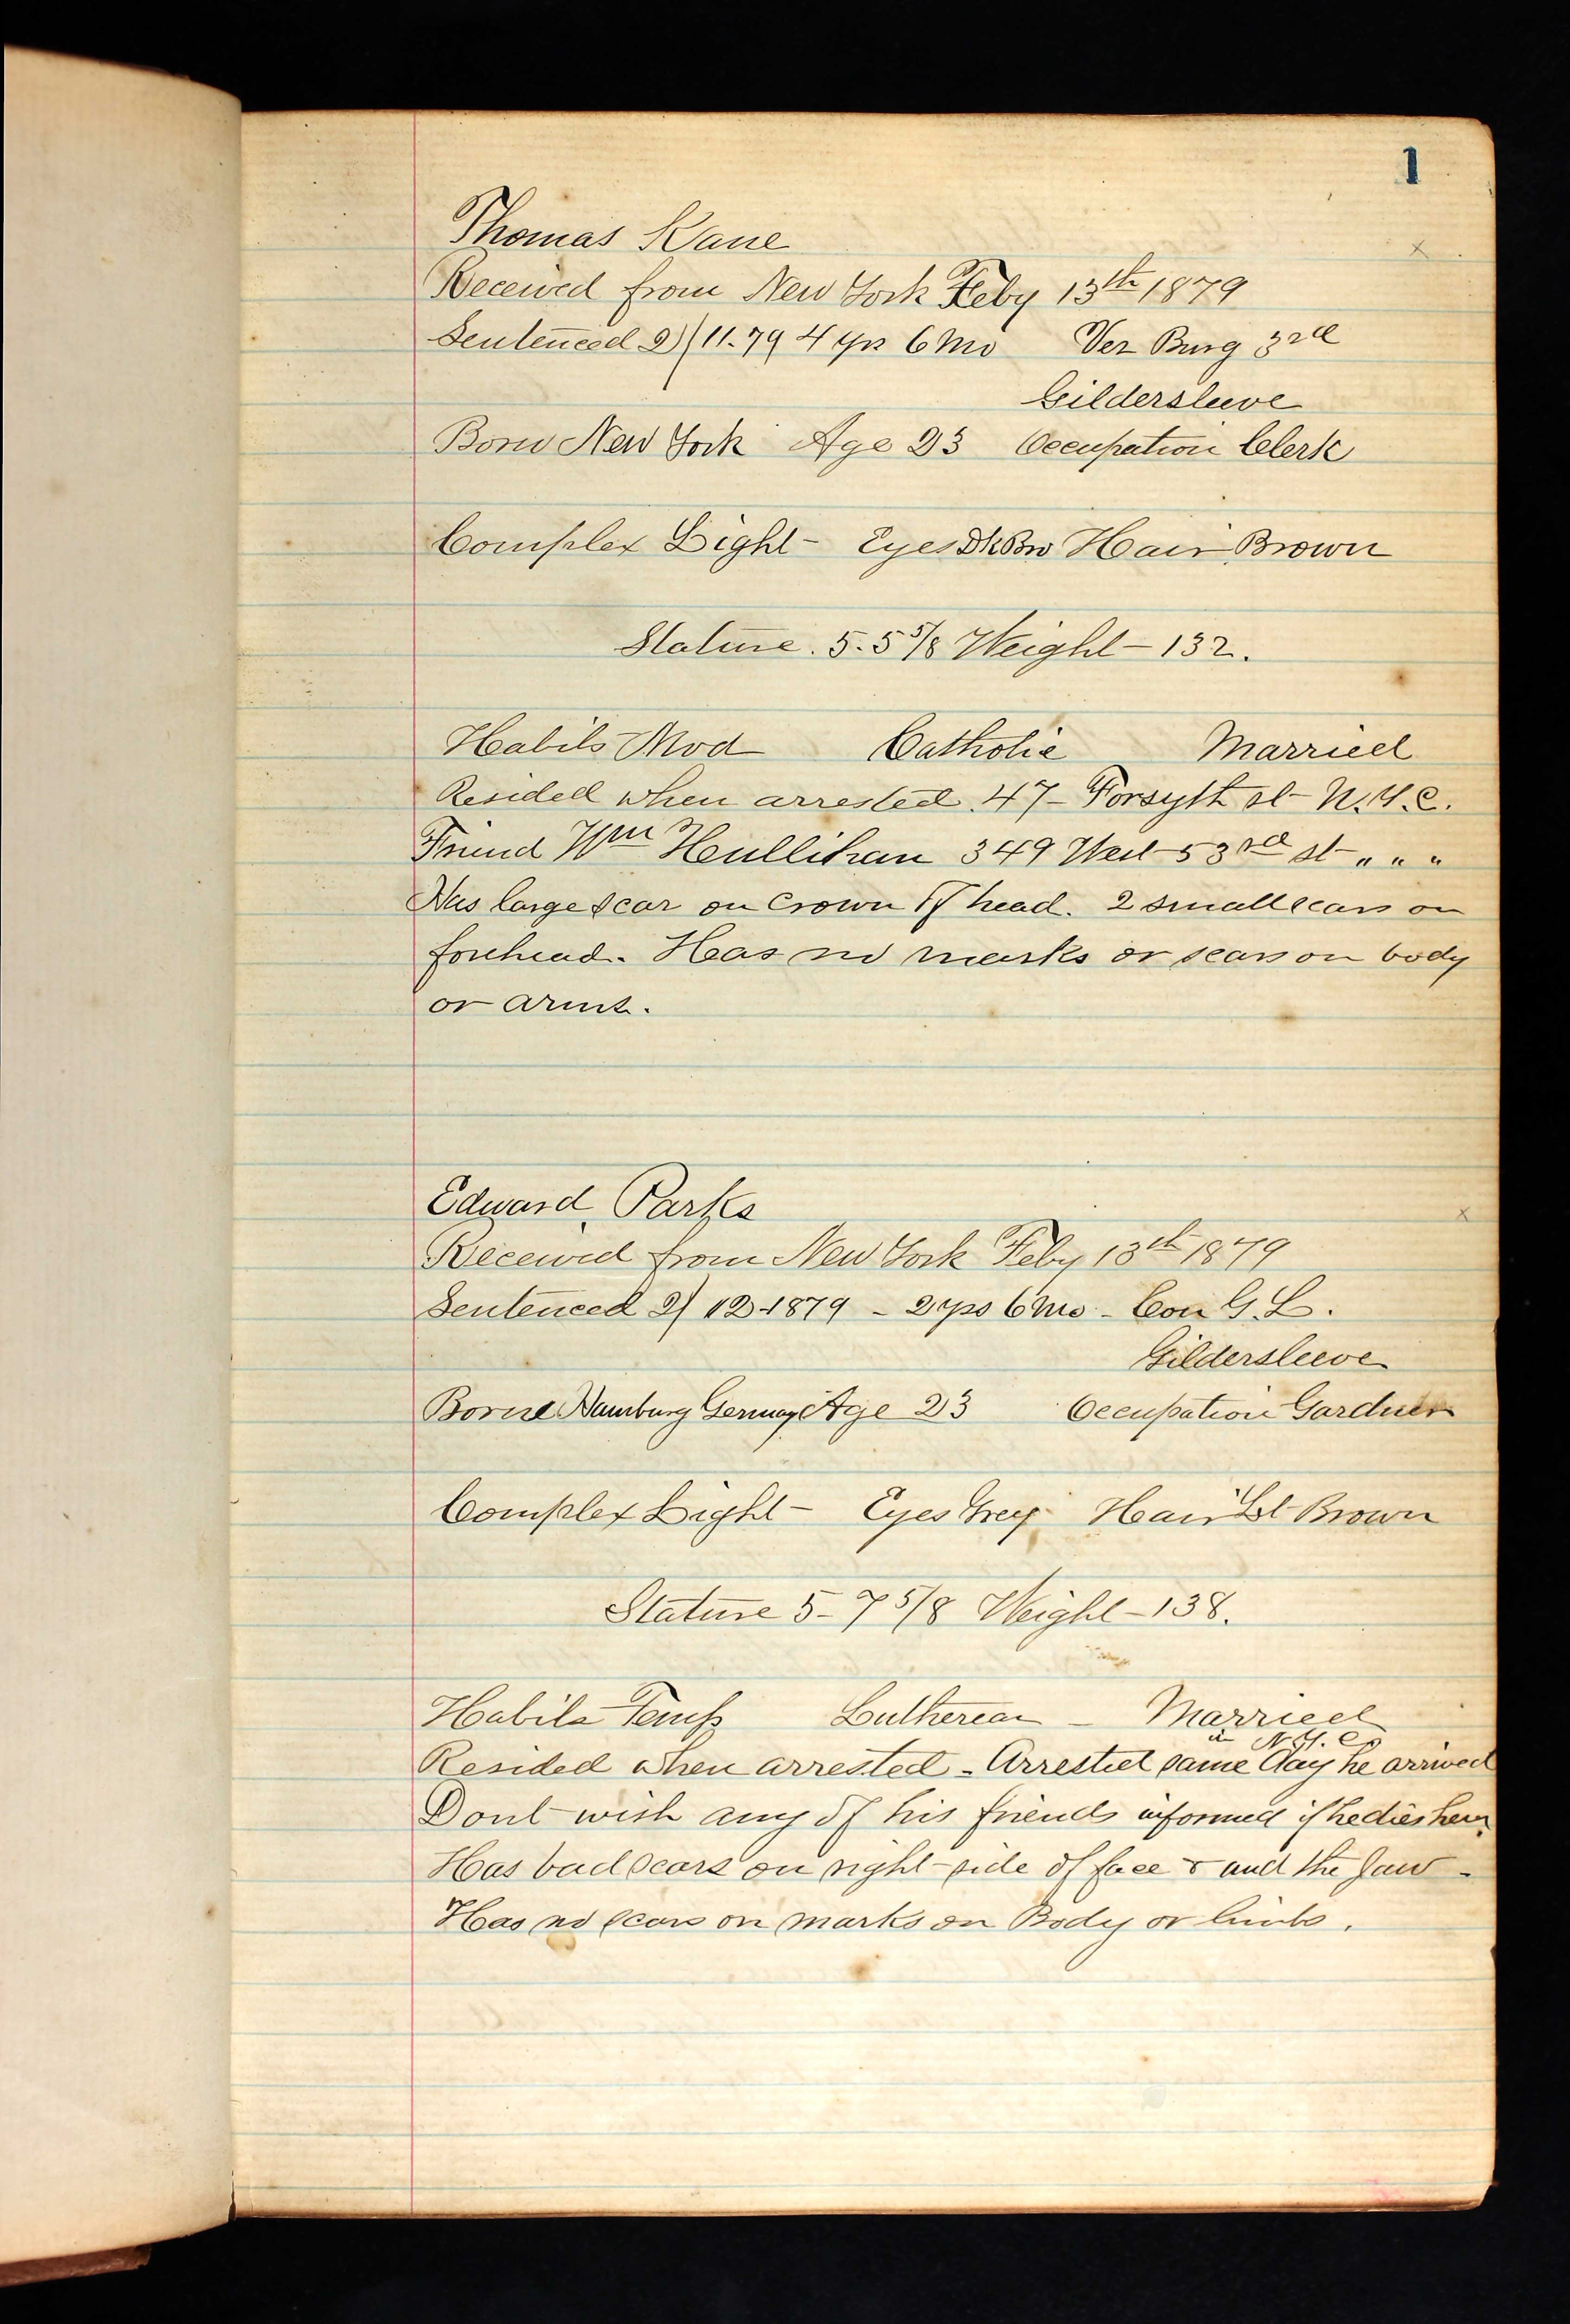 1
Thomas Kane
Received from New York Feby 13th 1879
Sentenced 2/11-79 4 yrs 6 Mo Ver Burg 3rd
Gildersleeve
Born New York Age 23 Occupation Clerk
Complex Light - Eyes Dk Brn Hair Brown
Stature. 5.5 5/8 Weight - 132.
Habits Mod Catholic Married
Resided when arrested. 47 - Forsyth st - N.Y.C.
Friend Wm Hullihan 349 West 53rd st - " " "
Has large scar on Crown of head. 2 small scars on
forehead. Has no marks or scars on body
or arms.
Edward Parks
Received from New York Feby 13th 1879
Sentenced 2/12-1879 - 2 yrs 6 Mo - Con G. L.
Gildersleeve
Borne Hamburg Germay Age 23 Occupation Gardner
Complex Light - Eyes Grey Hair Lt Brown
Stature 5 - 7 5/8 Weight - 138.
Habits Temp Lutherean - Married
in N.Y.C.
Resided when arrested - Arrested same day he arrived
Dont wish any of his friends informed if he dies here
Has bad scars on right side of face & and the Jaw -
Has no scars on marks on Body or limbs.